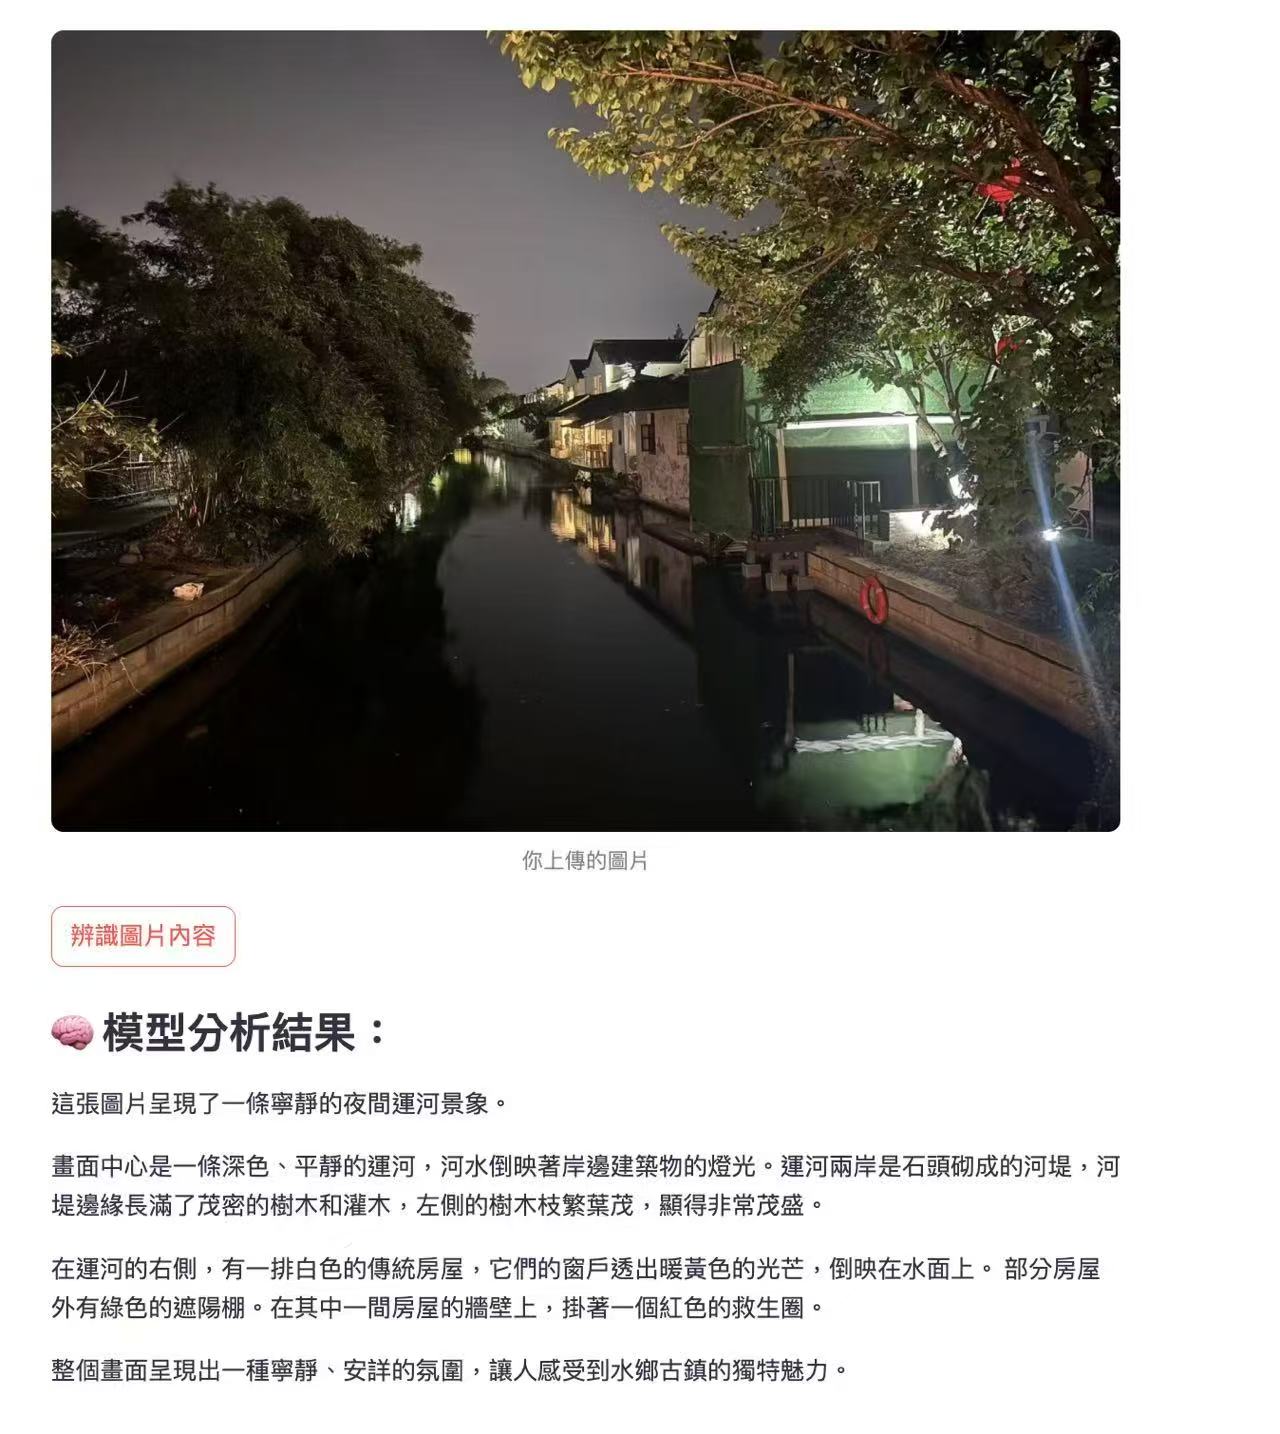 你上傳的圖片
辨識圖片內容
🧠 模型分析結果：
這張圖片呈現了一條寧靜的夜間運河景象。
畫面中心是一條深色、平靜的運河，河水倒映著岸邊建築物的燈光。運河兩岸是石頭砌成的河堤，河
堤邊緣長滿了茂密的樹木和灌木，左側的樹木枝繁葉茂，顯得非常茂盛。
在運河的右側，有一排白色的傳統房屋，它們的窗戶透出暖黃色的光芒，倒映在水面上。 部分房屋
外有綠色的遮陽棚。在其中一間房屋的牆壁上，掛著一個紅色的救生圈。
整個畫面呈現出一種寧靜、安詳的氛圍，讓人感受到水鄉古鎮的獨特魅力。